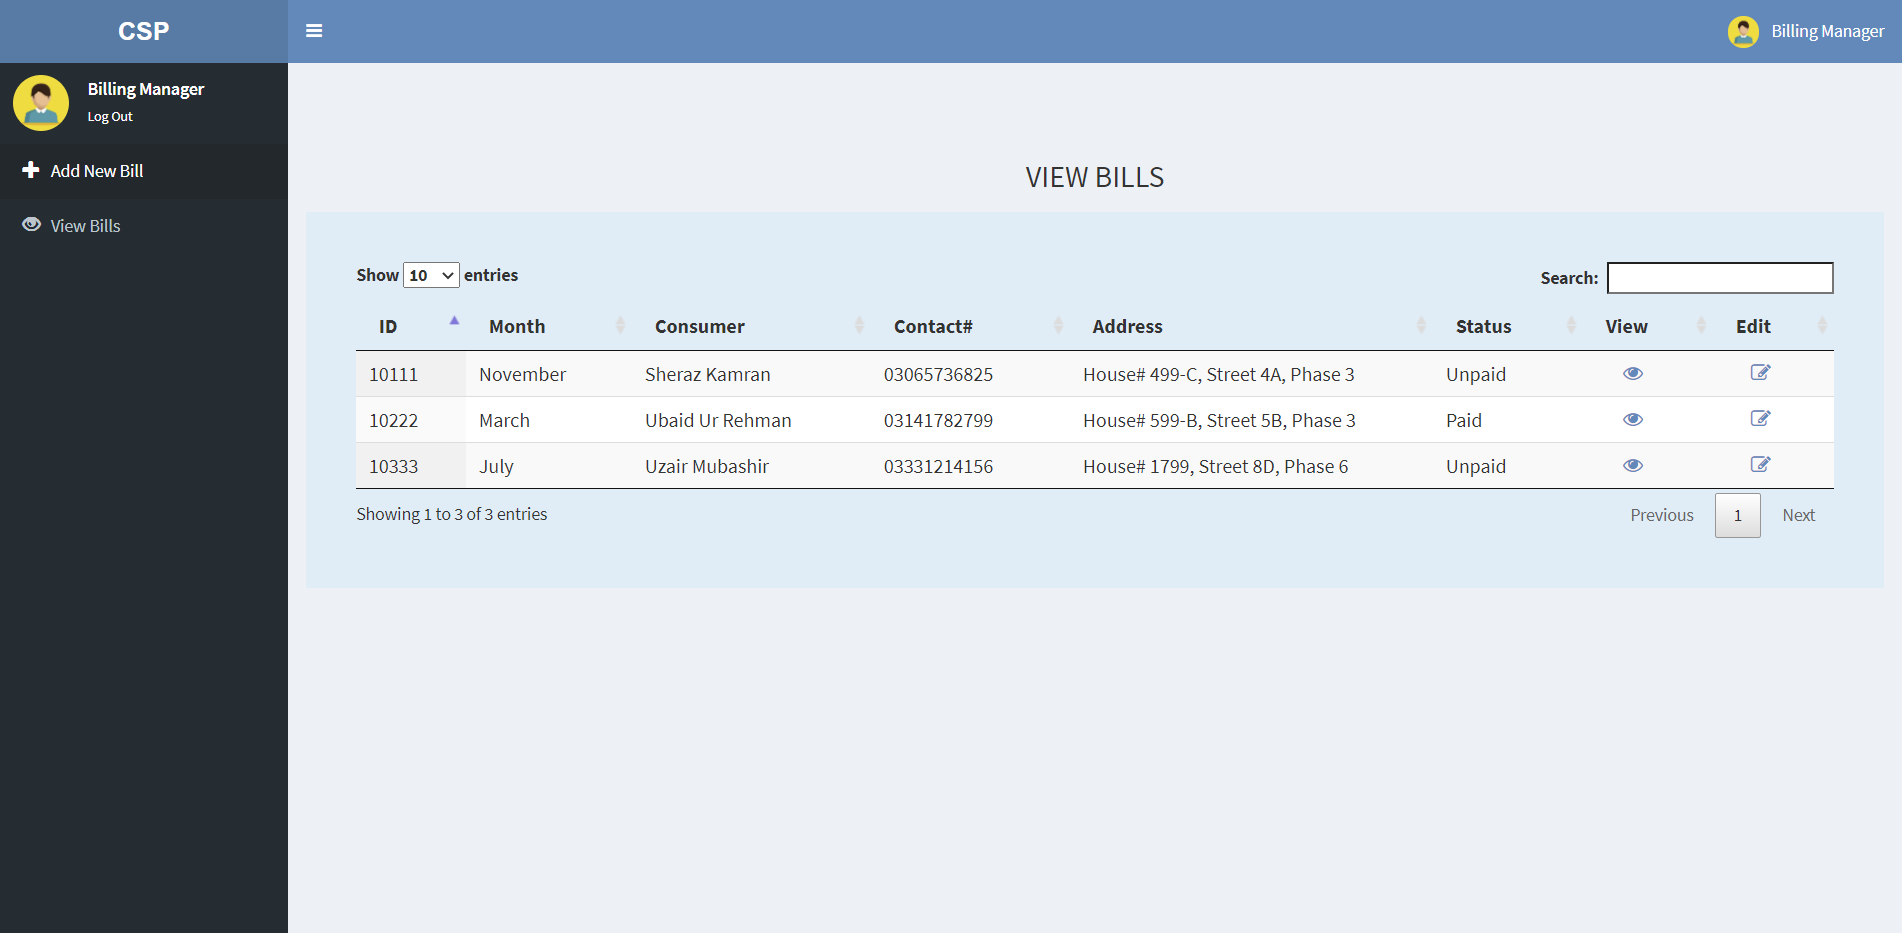 CSP
Billing Manager
Billing Manager
Log Out
Add New Bill
View Bills
VIEW BILLS
Show 10 entries
Search:
ID Month Consumer Contact# Address Status View Edit
10111 November Sheraz Kamran 03065736825 House# 499-C, Street 4A, Phase 3 Unpaid
10222 March Ubaid Ur Rehman 03141782799 House# 599-B, Street 5B, Phase 3 Paid
10333 July Uzair Mubashir 03331214156 House# 1799, Street 8D, Phase 6 Unpaid
Showing 1 to 3 of 3 entries
Previous 1 Next